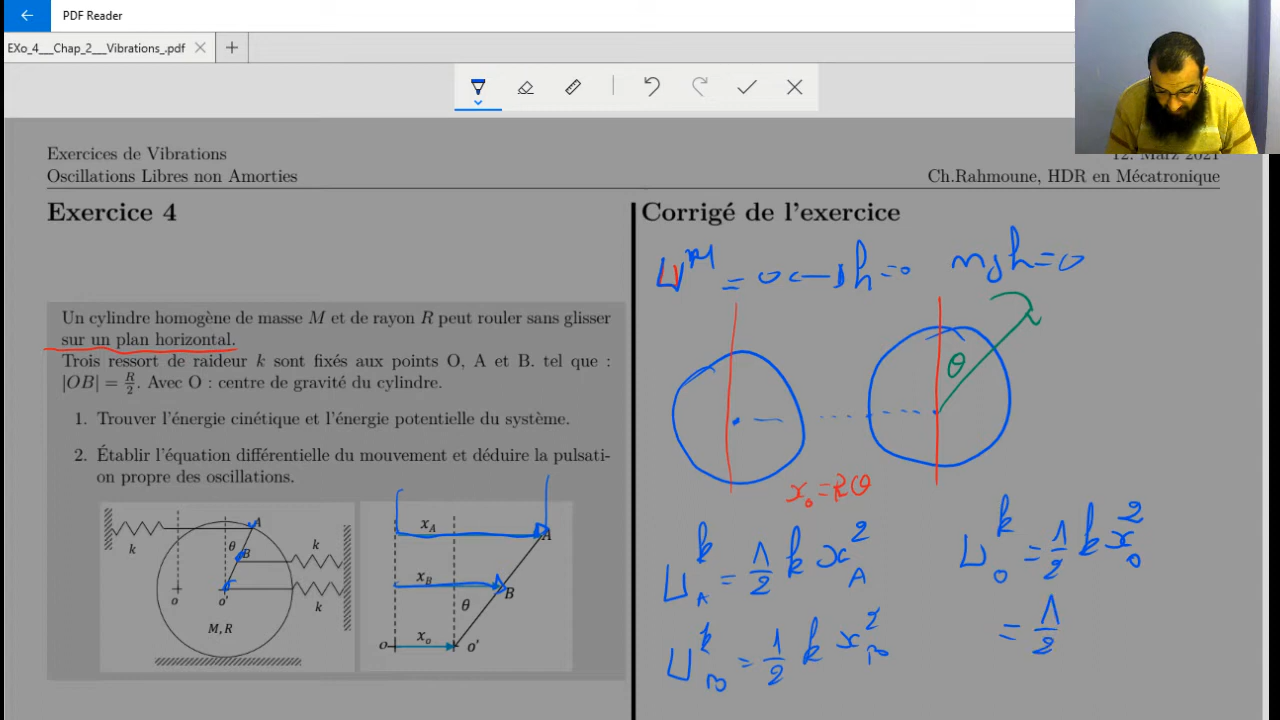 PDF Reader
EXo_4___Chap_2___Vibrations_.pdf
Exercices de Vibrations
Oscillations Libres non Amorties
12. März 2021
Ch.Rahmoune, HDR en Mécatronique
Exercice 4
Un cylindre homogène de masse M et de rayon R peut rouler sans glisser
sur un plan horizontal.
Trois ressort de raideur k sont fixés aux points O, A et B. tel que :
|OB| = R/2. Avec O : centre de gravité du cylindre.
1. Trouver l'énergie cinétique et l'énergie potentielle du système.
2. Établir l'équation différentielle du mouvement et déduire la pulsati-
on propre des oscillations.
A
k
θ
B
k
o
o'
k
M, R
x_A
A
x_B
B
θ
x_o
o
o'
Corrigé de l'exercice
U^M = 0 ← h=0
mgh=0
θ
x_0 = Rθ
U_A^k = 1/2 k x_A^2
U_0^k = 1/2 k x_0^2
U_B^k = 1/2 k x_B^2
= 1/2